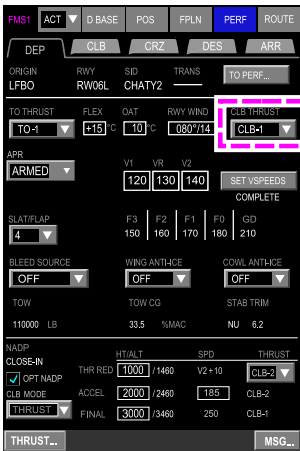 FMS1 ACT D BASE POS FPLN PERF ROUTE
DEP CLB CRZ DES ARR
ORIGIN RWY SID TRANS
LFBO RW06L CHATY2 ——— TO PERF...
TO THRUST FLEX OAT RWY WIND CLB THRUST
TO-1 +15 °C 10 °C 080°/14 CLB-1
APR V1 VR V2
ARMED 120 130 140 SET VSPEEDS
COMPLETE
SLAT/FLAP F3 F2 F1 F0 GD
4 150 160 170 180 210
BLEED SOURCE WING ANTI-ICE COWL ANTI-ICE
OFF OFF OFF
TOW TOW CG STAB TRIM
110000 LB 33.5 %MAC NU 6.2
NADP HT/ALT SPD THRUST
CLOSE-IN THR RED 1000 /1460 V2+10 CLB-2
OPT NADP
CLB MODE ACCEL 2000 /2460 185 CLB-2
THRUST FINAL 3000 /3460 250 CLB-1
THRUST... MSG...